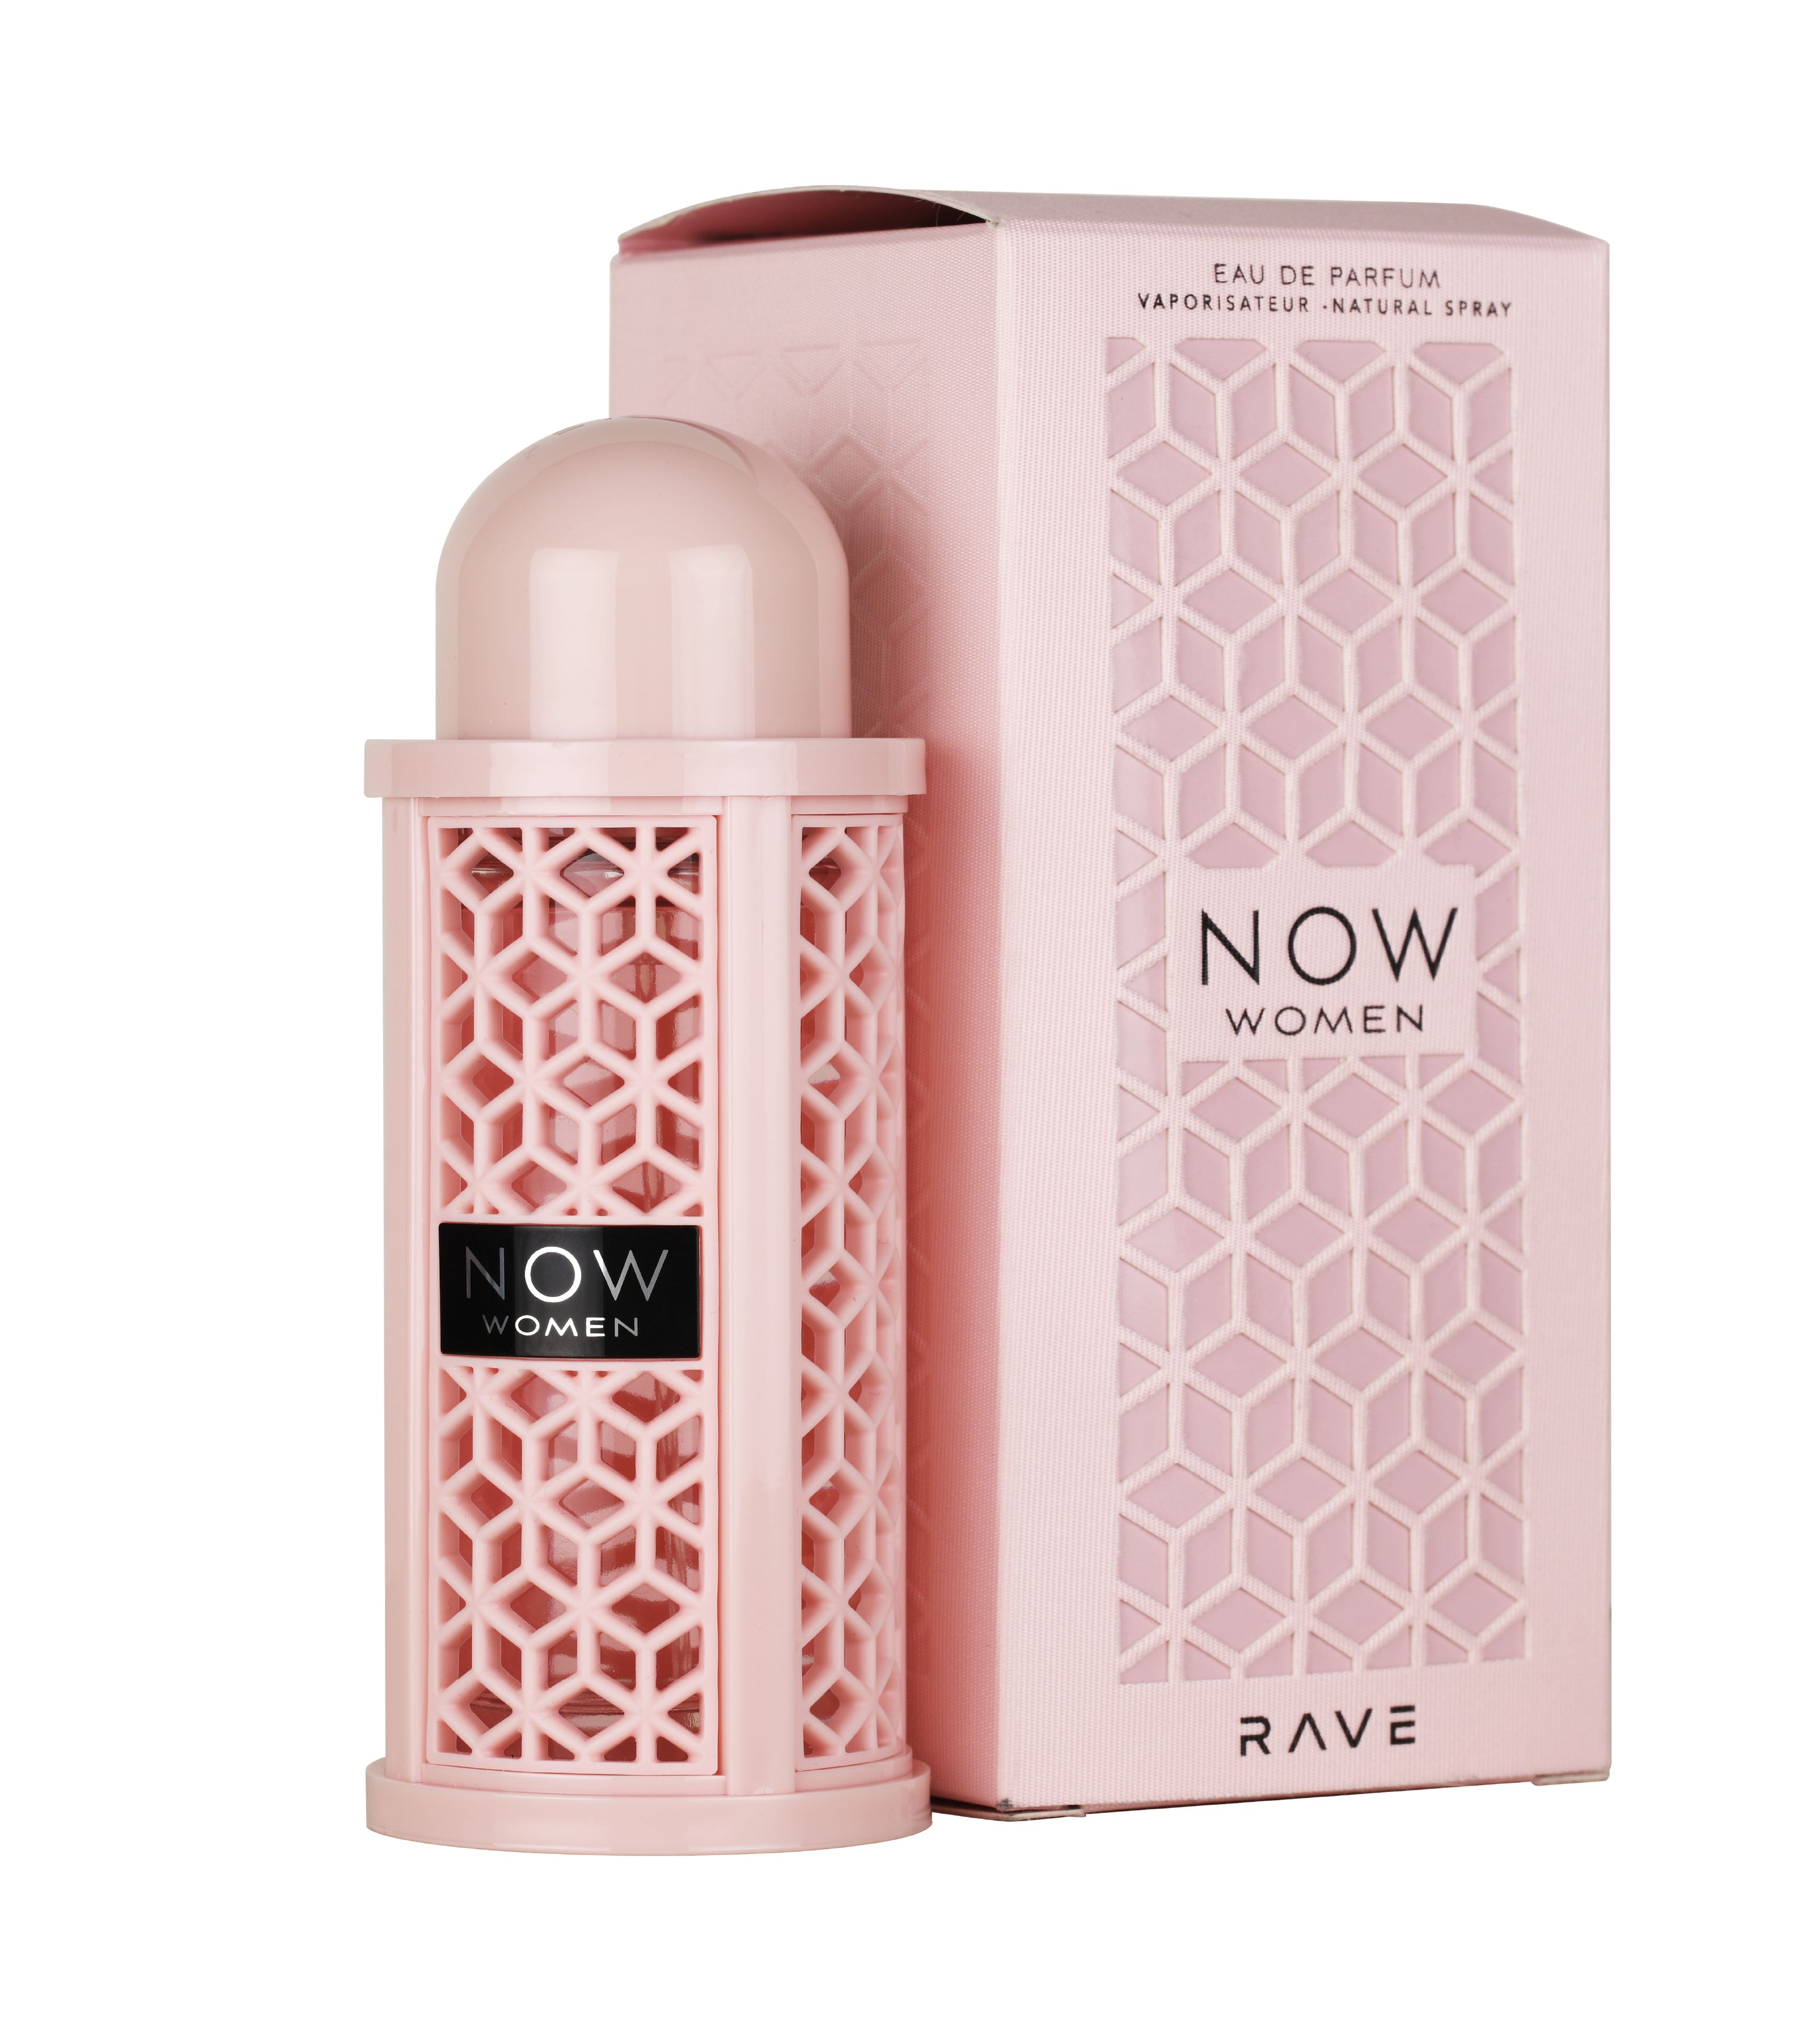 EAU DE PARFUM
VAPORISATEUR -NATURAL SPRAY
NOW
WOMEN
RAVE
NOW
WOMEN